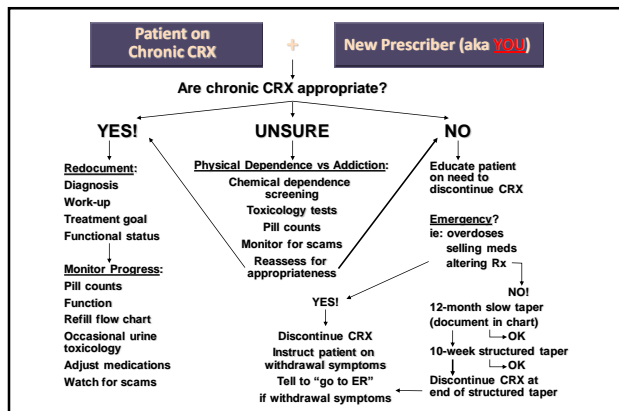 Patient on
Chronic CRX
+
New Prescriber (aka YOU)
Are chronic CRX appropriate?
YES!
Redocument:
Diagnosis
Work-up
Treatment goal
Functional status
Monitor Progress:
Pill counts
Function
Refill flow chart
Occasional urine
toxicology
Adjust medications
Watch for scams
UNSURE
Physical Dependence vs Addiction:
Chemical dependence
screening
Toxicology tests
Pill counts
Monitor for scams
Reassess for
appropriateness
NO
Educate patient
on need to
discontinue CRX
Emergency?
ie: overdoses
selling meds
altering Rx
YES!
Discontinue CRX
Instruct patient on
withdrawal symptoms
Tell to “go to ER”
if withdrawal symptoms
NO!
12-month slow taper
(document in chart)
OK
10-week structured taper
OK
Discontinue CRX at
end of structured taper